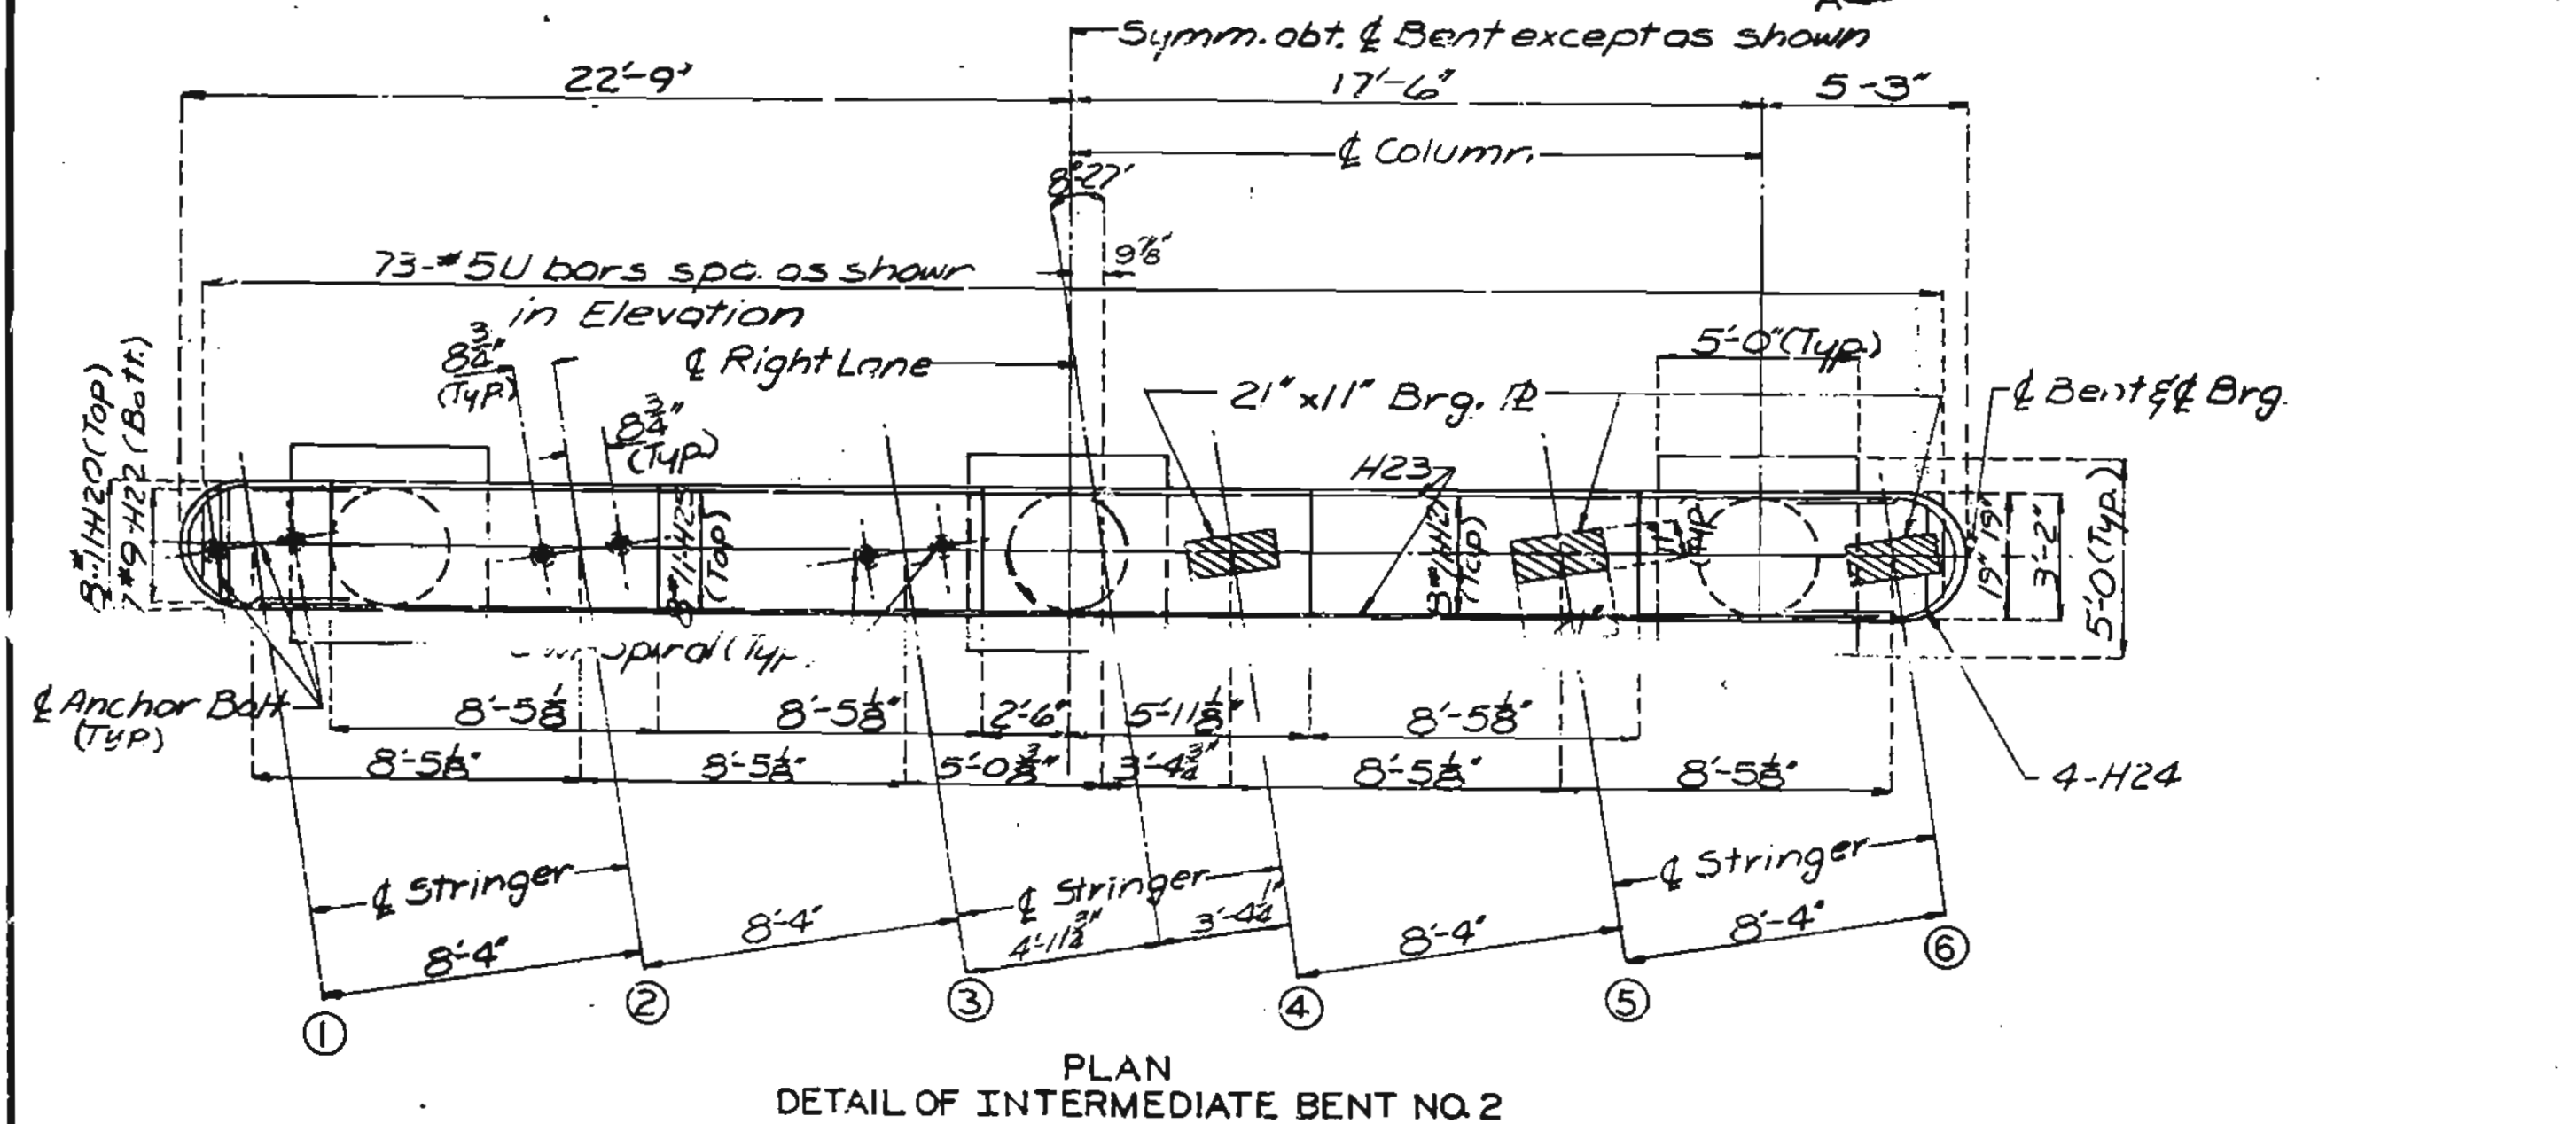 Symm. abt. ℄ Bent except as shown
22'-9"
17'-6"
5-3"
℄ Column
8°-27'
9⅞"
73-#5U bars spa. as shown
in Elevation
8¾"
(Typ.)
℄ Right Lane
8¾"
(Typ.)
21"x11" Brg. ℙ
5'-0"(Typ.)
℄ Bent & ℄ Brg.
H23
8-#11H20(Top)
7#9-H22(Bott.)
(Top)
(Top)
19" 19"
3'-2"
5'-0(Typ.)
Spiral (Typ.
℄ Anchor Bolt
(Typ.)
8'-5⅛"
8'-5⅛"
2'-6"
5'-11⅛"
8'-5⅛"
8'-5⅛"
8'-5⅛"
5'-0⅜"
3'-4¾"
8'-5⅛"
8'-5⅛"
4-H24
℄ Stringer
℄ Stringer
℄ Stringer
8'-4"
8'-4"
4'-11¾"
3'-4¼"
8'-4"
8'-4"
1
2
3
4
5
6
PLAN
DETAIL OF INTERMEDIATE BENT NO. 2